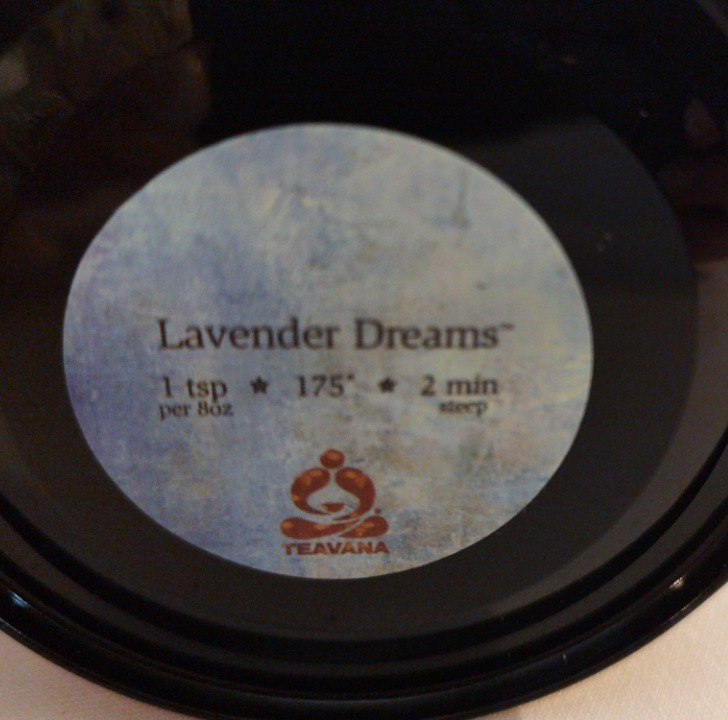 Lavender Dreams™
1 tsp ★ 175° ★ 2 min
per 8oz steep
TEAVANA